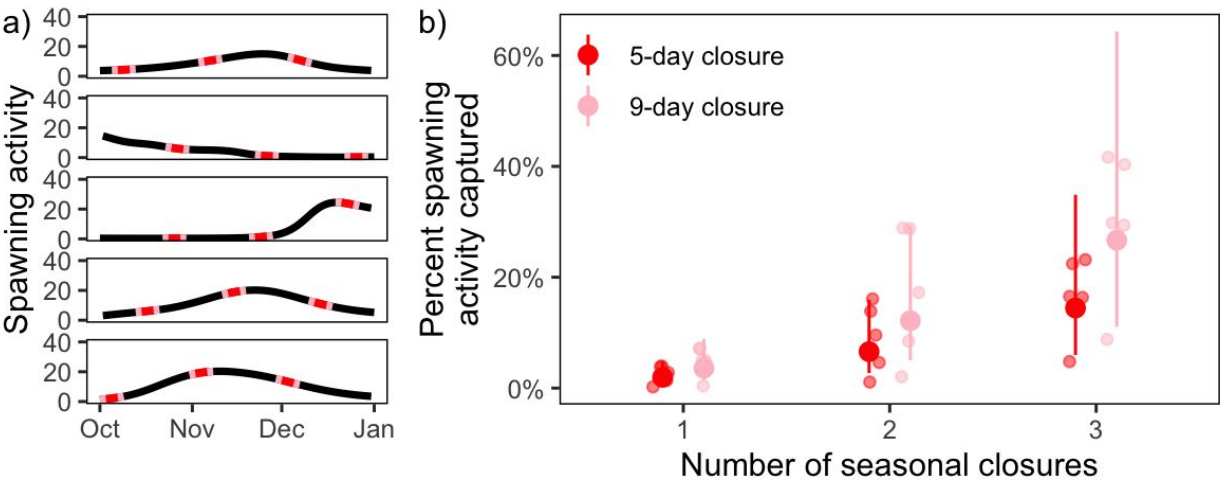 a)
Spawning activity
40
20
0
40
20
0
40
20
0
40
20
0
40
20
0
Oct Nov Dec Jan
b)
Percent spawning
activity captured
60%
40%
20%
0%
5-day closure
9-day closure
1 2 3
Number of seasonal closures